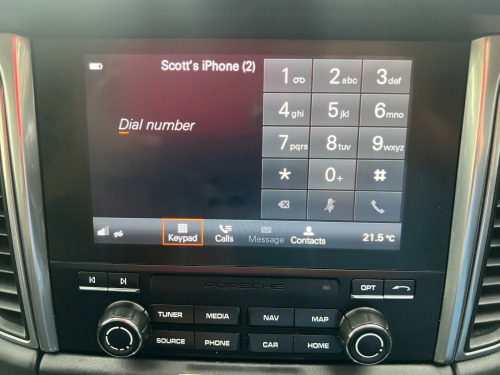 Scott's iPhone (2)
1 2abc 3def
Dial number
4ghi 5jkl 6mno
7pqrs 8tuv 9wxyz
* 0+ #
Keypad Calls Message Contacts 21.5 °C
PORSCHE
OPT
TUNER MEDIA NAV MAP
SOURCE PHONE CAR HOME